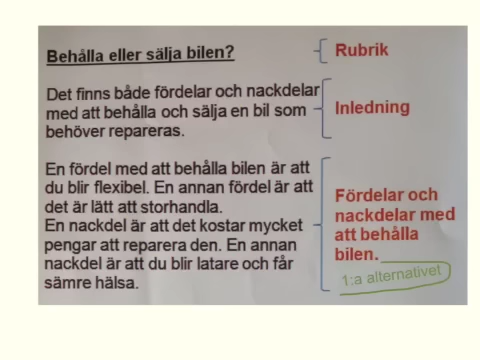 Behålla eller sälja bilen?
Rubrik
Det finns både fördelar och nackdelar
med att behålla och sälja en bil som
behöver repareras.
Inledning
En fördel med att behålla bilen är att
du blir flexibel. En annan fördel är att
det är lätt att storhandla.
En nackdel är att det kostar mycket
pengar att reparera den. En annan
nackdel är att du blir latare och får
sämre hälsa.
Fördelar och
nackdelar med
att behålla
bilen.
1:a alternativet